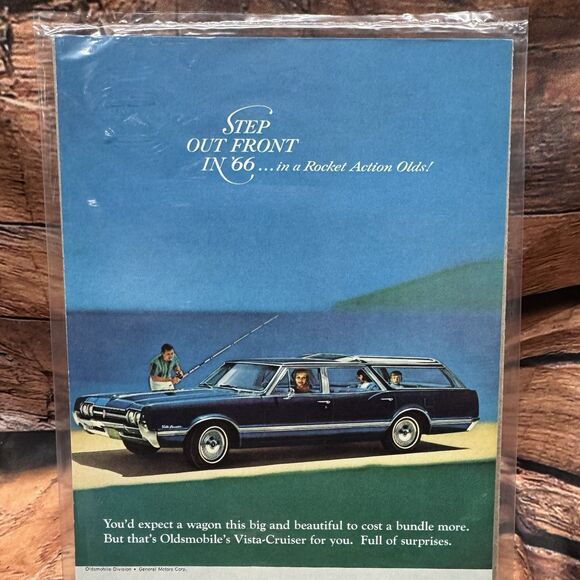 STEP
OUT FRONT
IN '66...in a Rocket Action Olds!
You'd expect a wagon this big and beautiful to cost a bundle more.
But that's Oldsmobile's Vista-Cruiser for you. Full of surprises.
Oldsmobile Division • General Motors Corp.